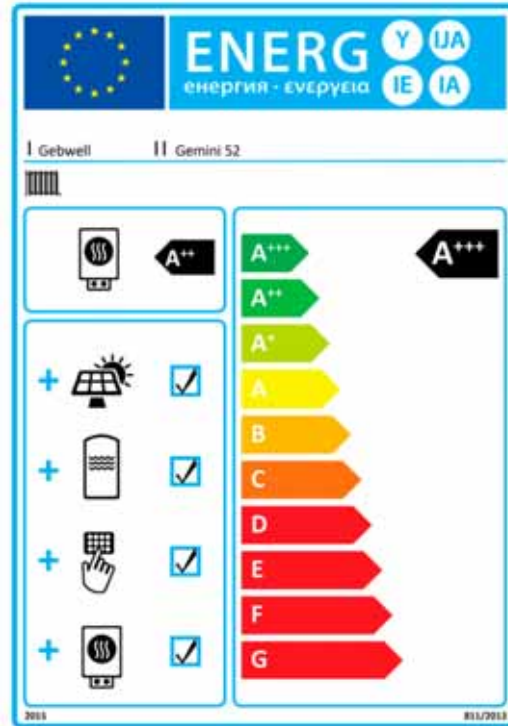 ENERG Y IJA
енергия · ενεργεια IE IA
I Gebwell II Gemini 52
A++
A+++ A+++
A++
A+
A
B
+
+
C
D
+
E
F
+
G
2015 811/2013